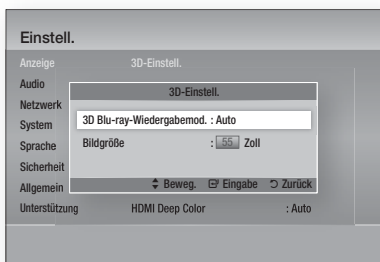 Einstell.
Anzeige 3D-Einstell.
Audio
3D-Einstell.
Netzwerk
System
3D Blu-ray-Wiedergabemod. : Auto
Sprache
Bildgröße : 55 Zoll
Sicherheit
Allgemein
Beweg. Eingabe Zurück
Unterstützung HDMI Deep Color : Auto